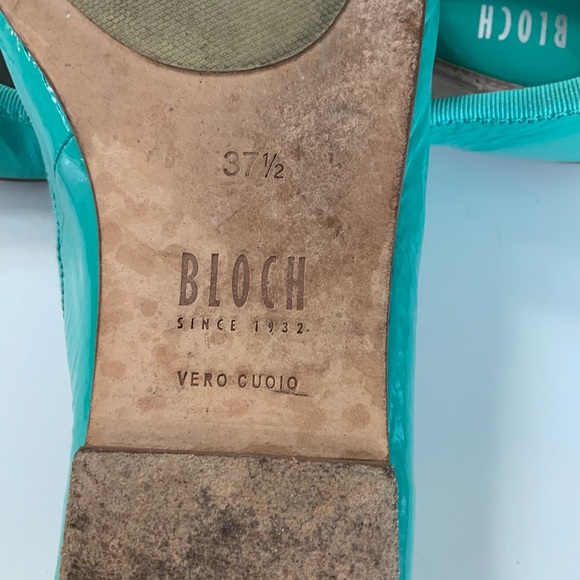 BLOCH
37½
BLOCH
SINCE 1932
VERO CUOIO